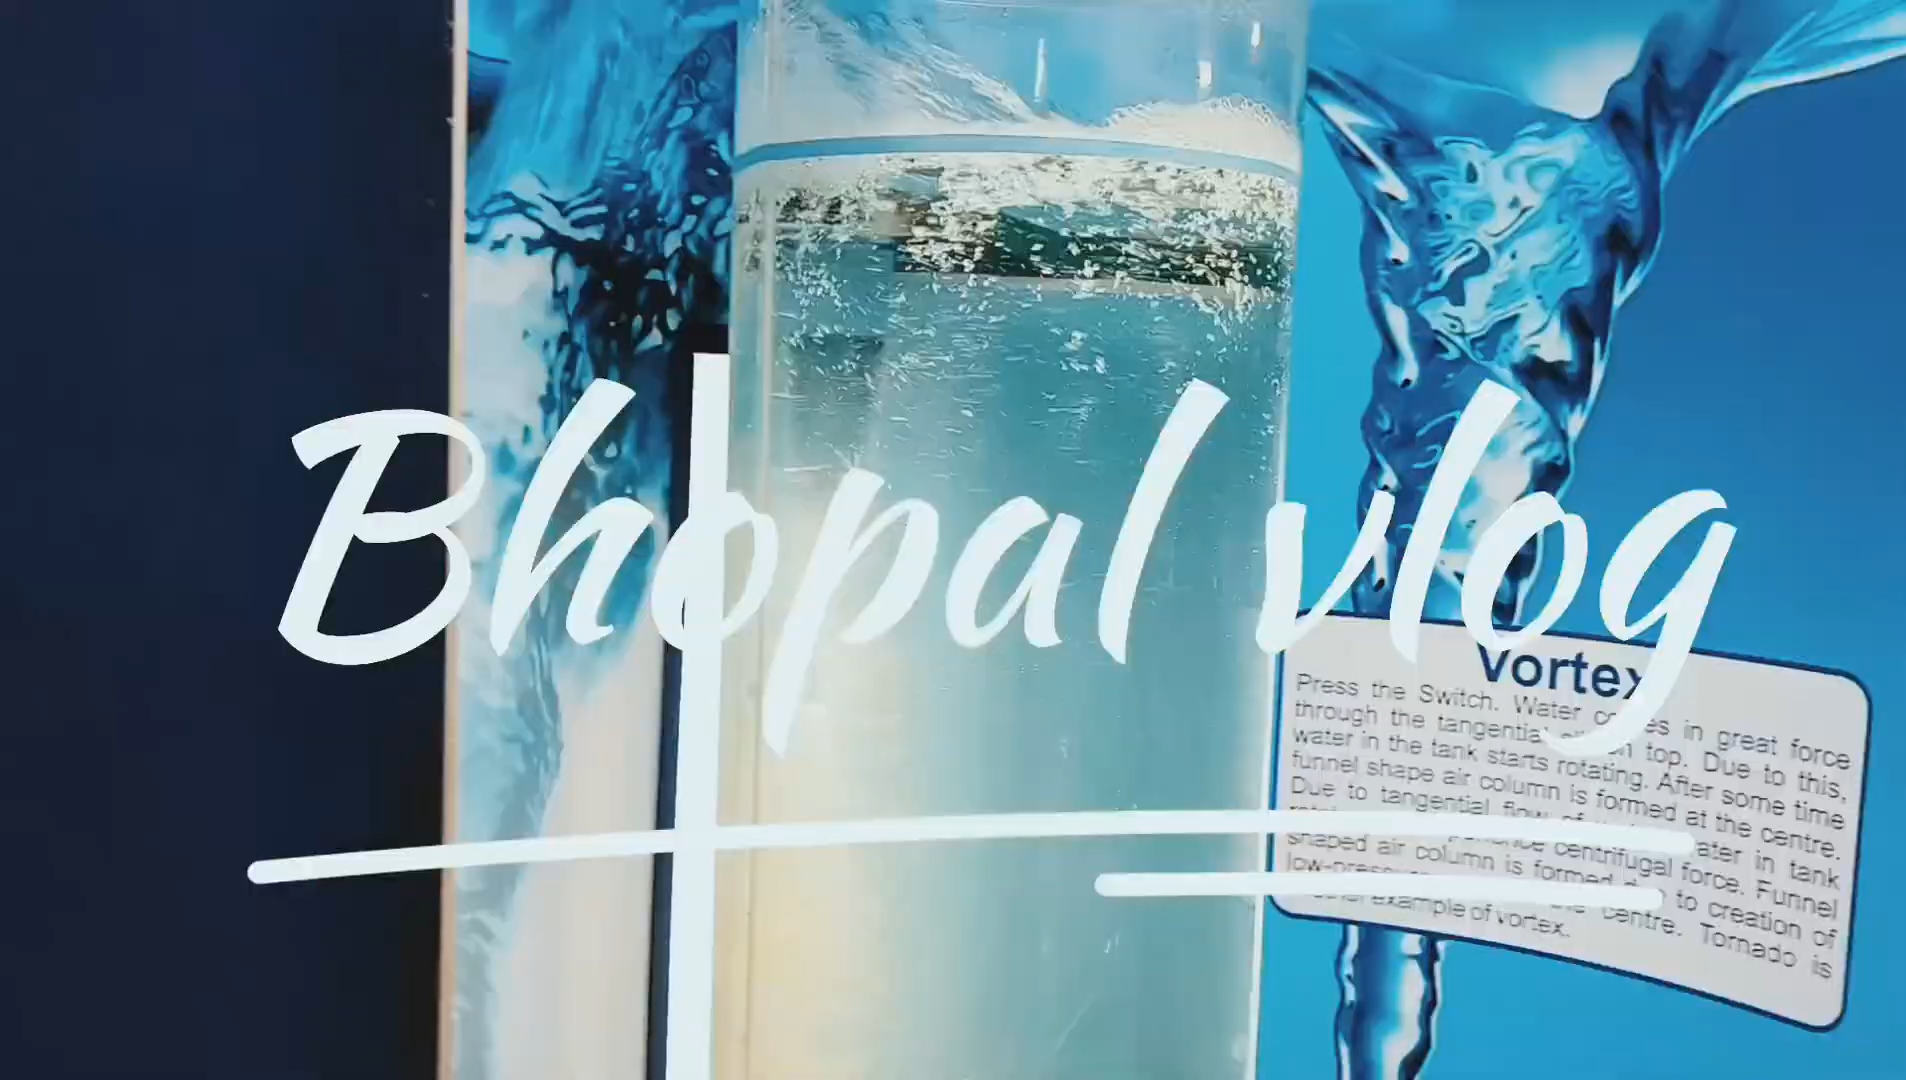 Bhopal vlog
Vortex
Press the Switch. Water in great force
through the tangential top. Due to this,
water in the tank starts rotating. After some time
funnel shape air column is formed at the centre.
Due to tangential flow of
ater in tank
centrifugal force. Funnel
shaped air column is formed to creation of
centre. Tornado is
example of vortex.